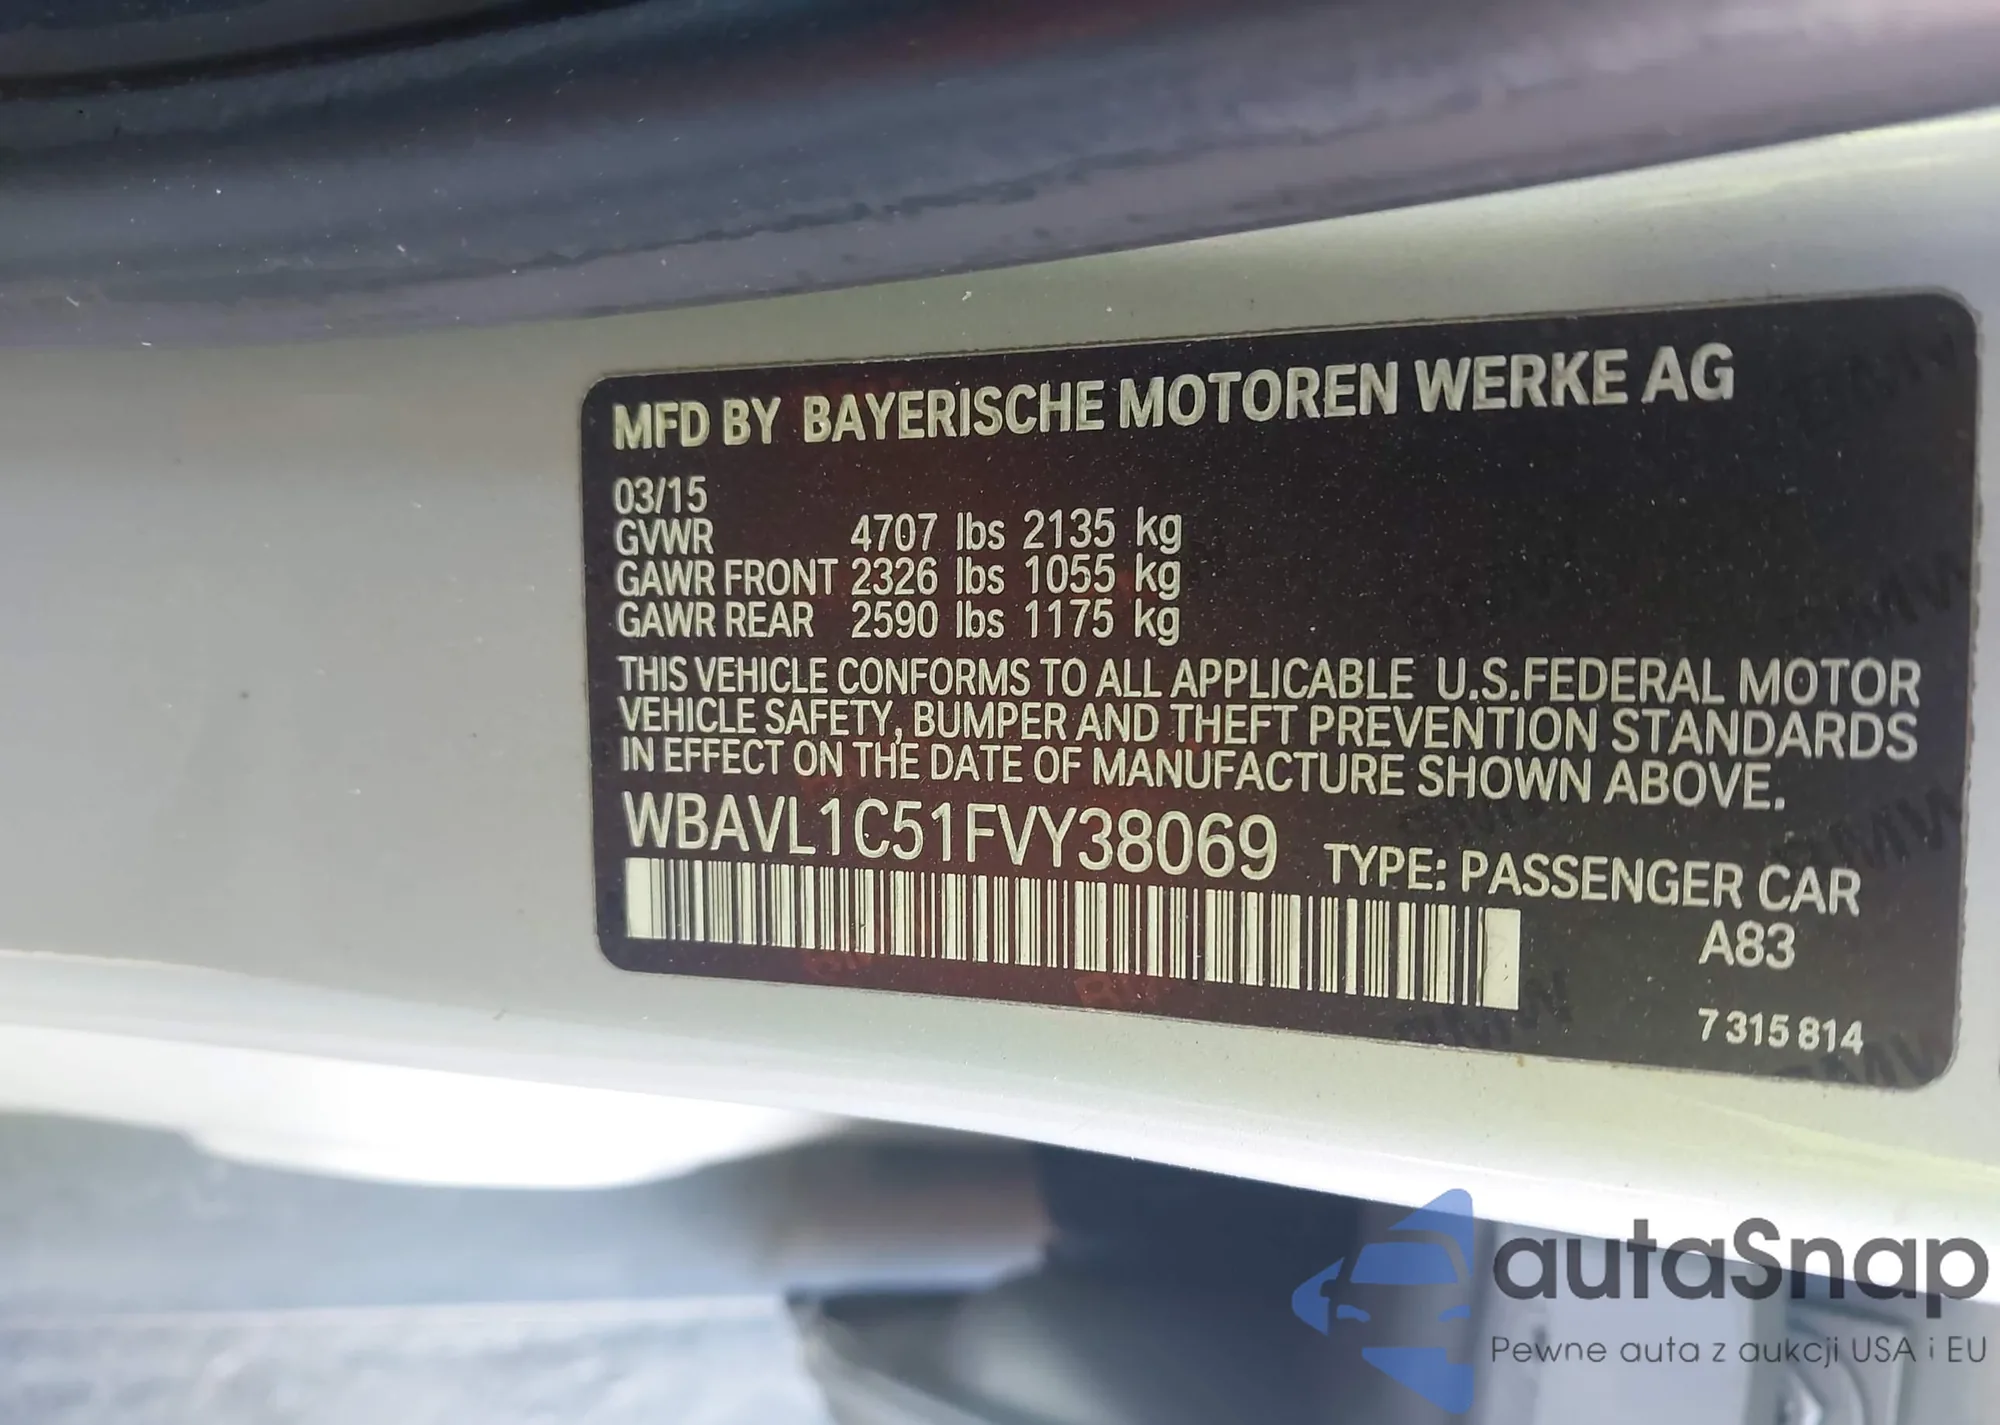 MFD BY BAYERISCHE MOTOREN WERKE AG
03/15
GVWR 4707 lbs 2135 kg
GAWR FRONT 2326 lbs 1055 kg
GAWR REAR 2590 lbs 1175 kg
THIS VEHICLE CONFORMS TO ALL APPLICABLE U.S.FEDERAL MOTOR
VEHICLE SAFETY, BUMPER AND THEFT PREVENTION STANDARDS
IN EFFECT ON THE DATE OF MANUFACTURE SHOWN ABOVE.
WBAVL1C51FVY38069 TYPE: PASSENGER CAR
A83
7 315 814
autaSnap
Pewne auta z aukcji USA i EU